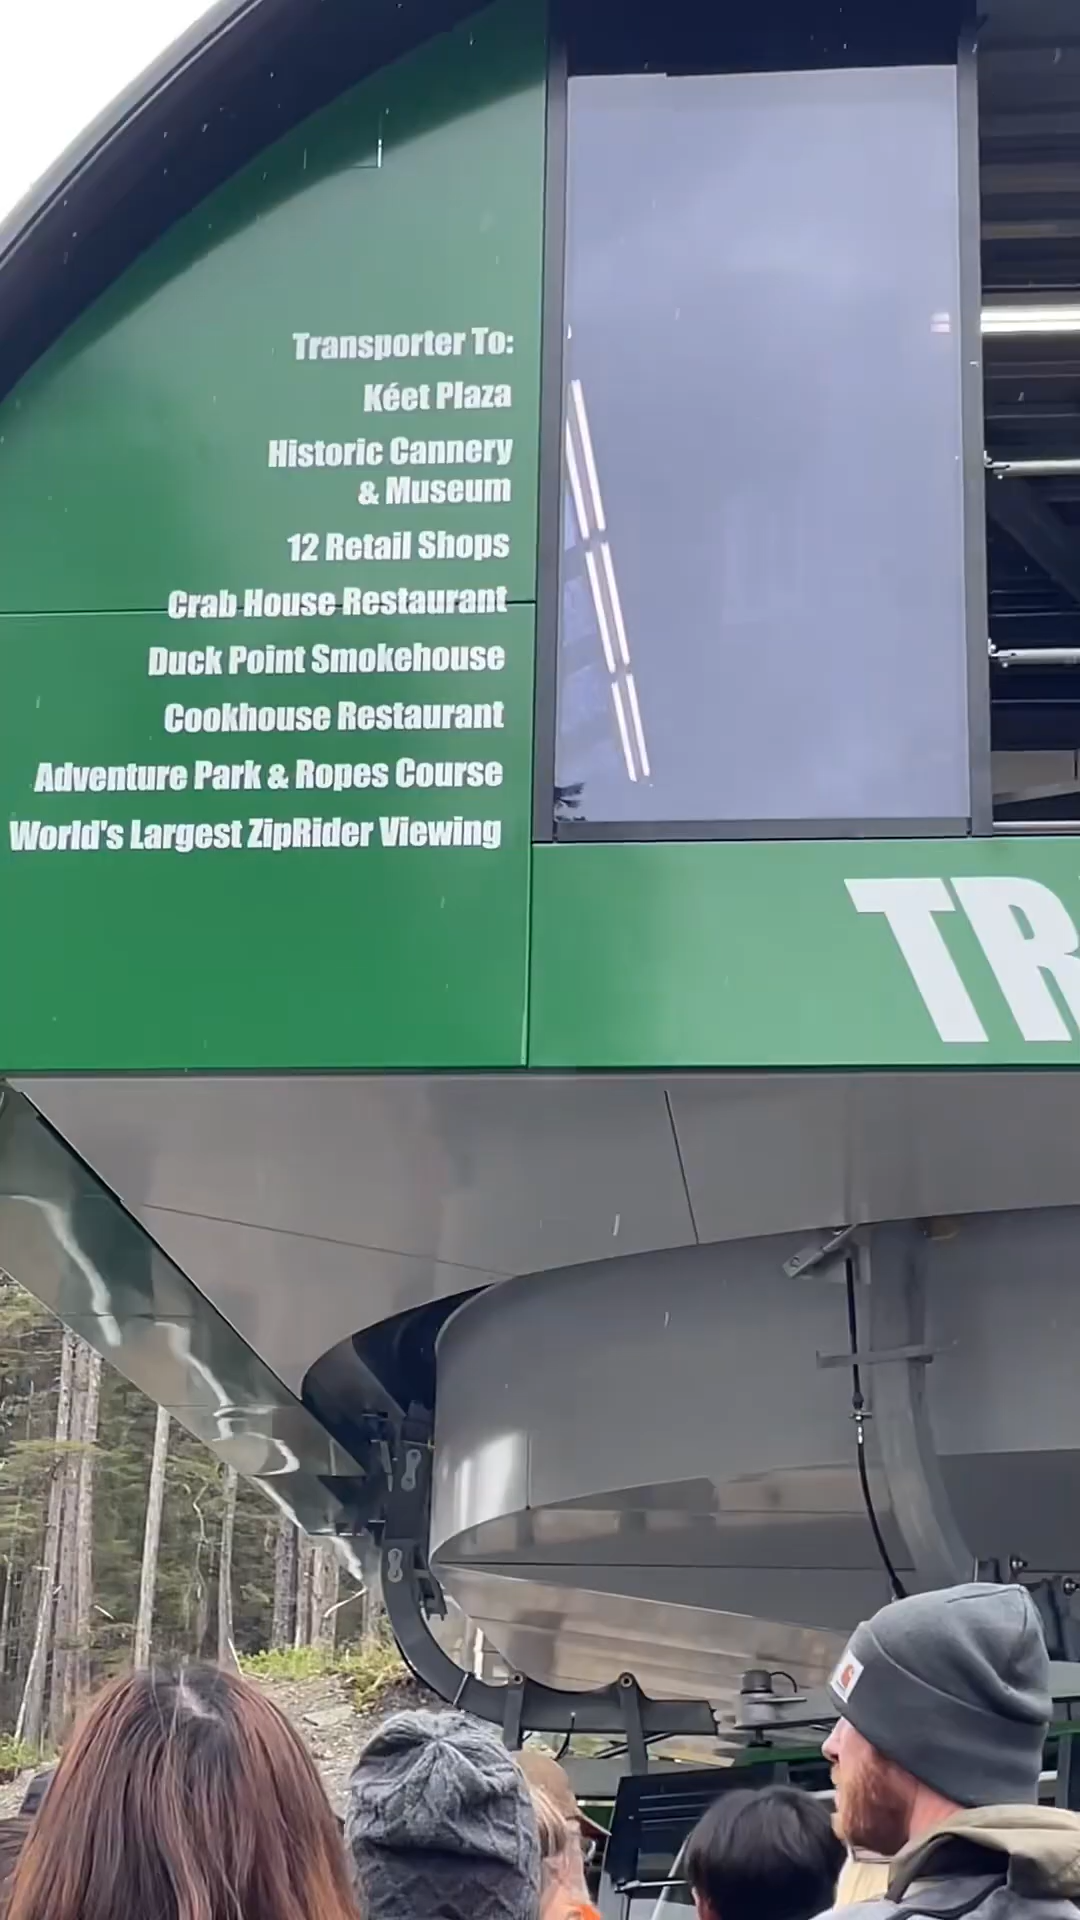 Transporter To:
Kéet Plaza
Historic Cannery
& Museum
12 Retail Shops
Crab House Restaurant
Duck Point Smokehouse
Cookhouse Restaurant
Adventure Park & Ropes Course
World's Largest ZipRider Viewing
TR